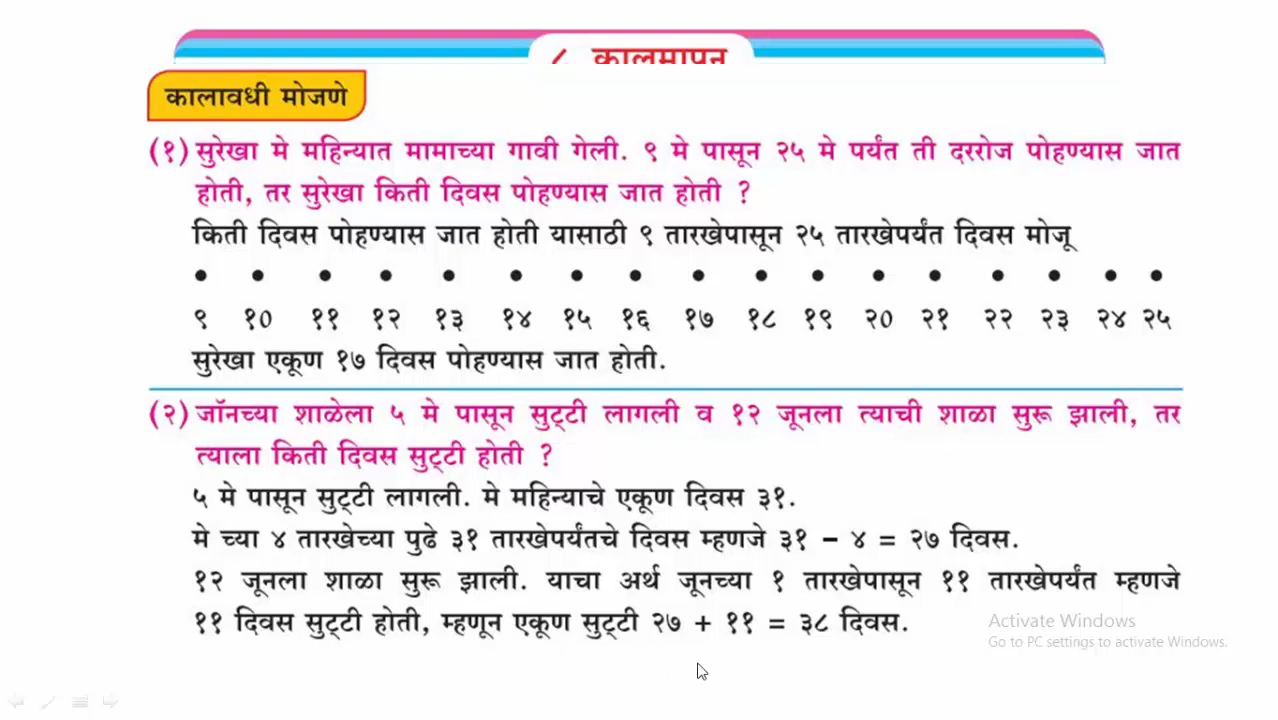 ८ कालमापन
कालावधी मोजणे
(१) सुरेखा मे महिन्यात मामाच्या गावी गेली. ९ मे पासून २५ मे पर्यंत ती दररोज पोहण्यास जात
होती, तर सुरेखा किती दिवस पोहण्यास जात होती ?
किती दिवस पोहण्यास जात होती यासाठी ९ तारखेपासून २५ तारखेपर्यंत दिवस मोजू
• • • • • • • • • • • • • • • • •
९ १० ११ १२ १३ १४ १५ १६ १७ १८ १९ २० २१ २२ २३ २४ २५
सुरेखा एकूण १७ दिवस पोहण्यास जात होती.
(२) जॉनच्या शाळेला ५ मे पासून सुट्टी लागली व १२ जूनला त्याची शाळा सुरू झाली, तर
त्याला किती दिवस सुट्टी होती ?
५ मे पासून सुट्टी लागली. मे महिन्याचे एकूण दिवस ३१.
मे च्या ४ तारखेच्या पुढे ३१ तारखेपर्यंतचे दिवस म्हणजे ३१ – ४ = २७ दिवस.
१२ जूनला शाळा सुरू झाली. याचा अर्थ जूनच्या १ तारखेपासून ११ तारखेपर्यंत म्हणजे
११ दिवस सुट्टी होती, म्हणून एकूण सुट्टी २७ + ११ = ३८ दिवस.
Activate Windows
Go to PC settings to activate Windows.